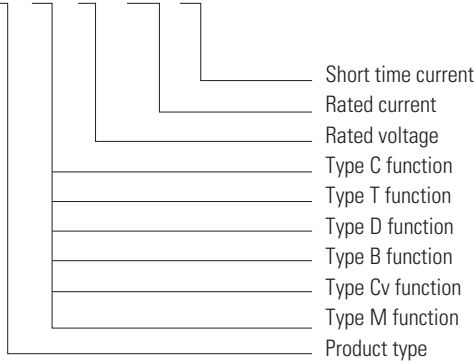 Short time current
Rated current
Rated voltage
Type C function
Type T function
Type D function
Type B function
Type Cv function
Type M function
Product type